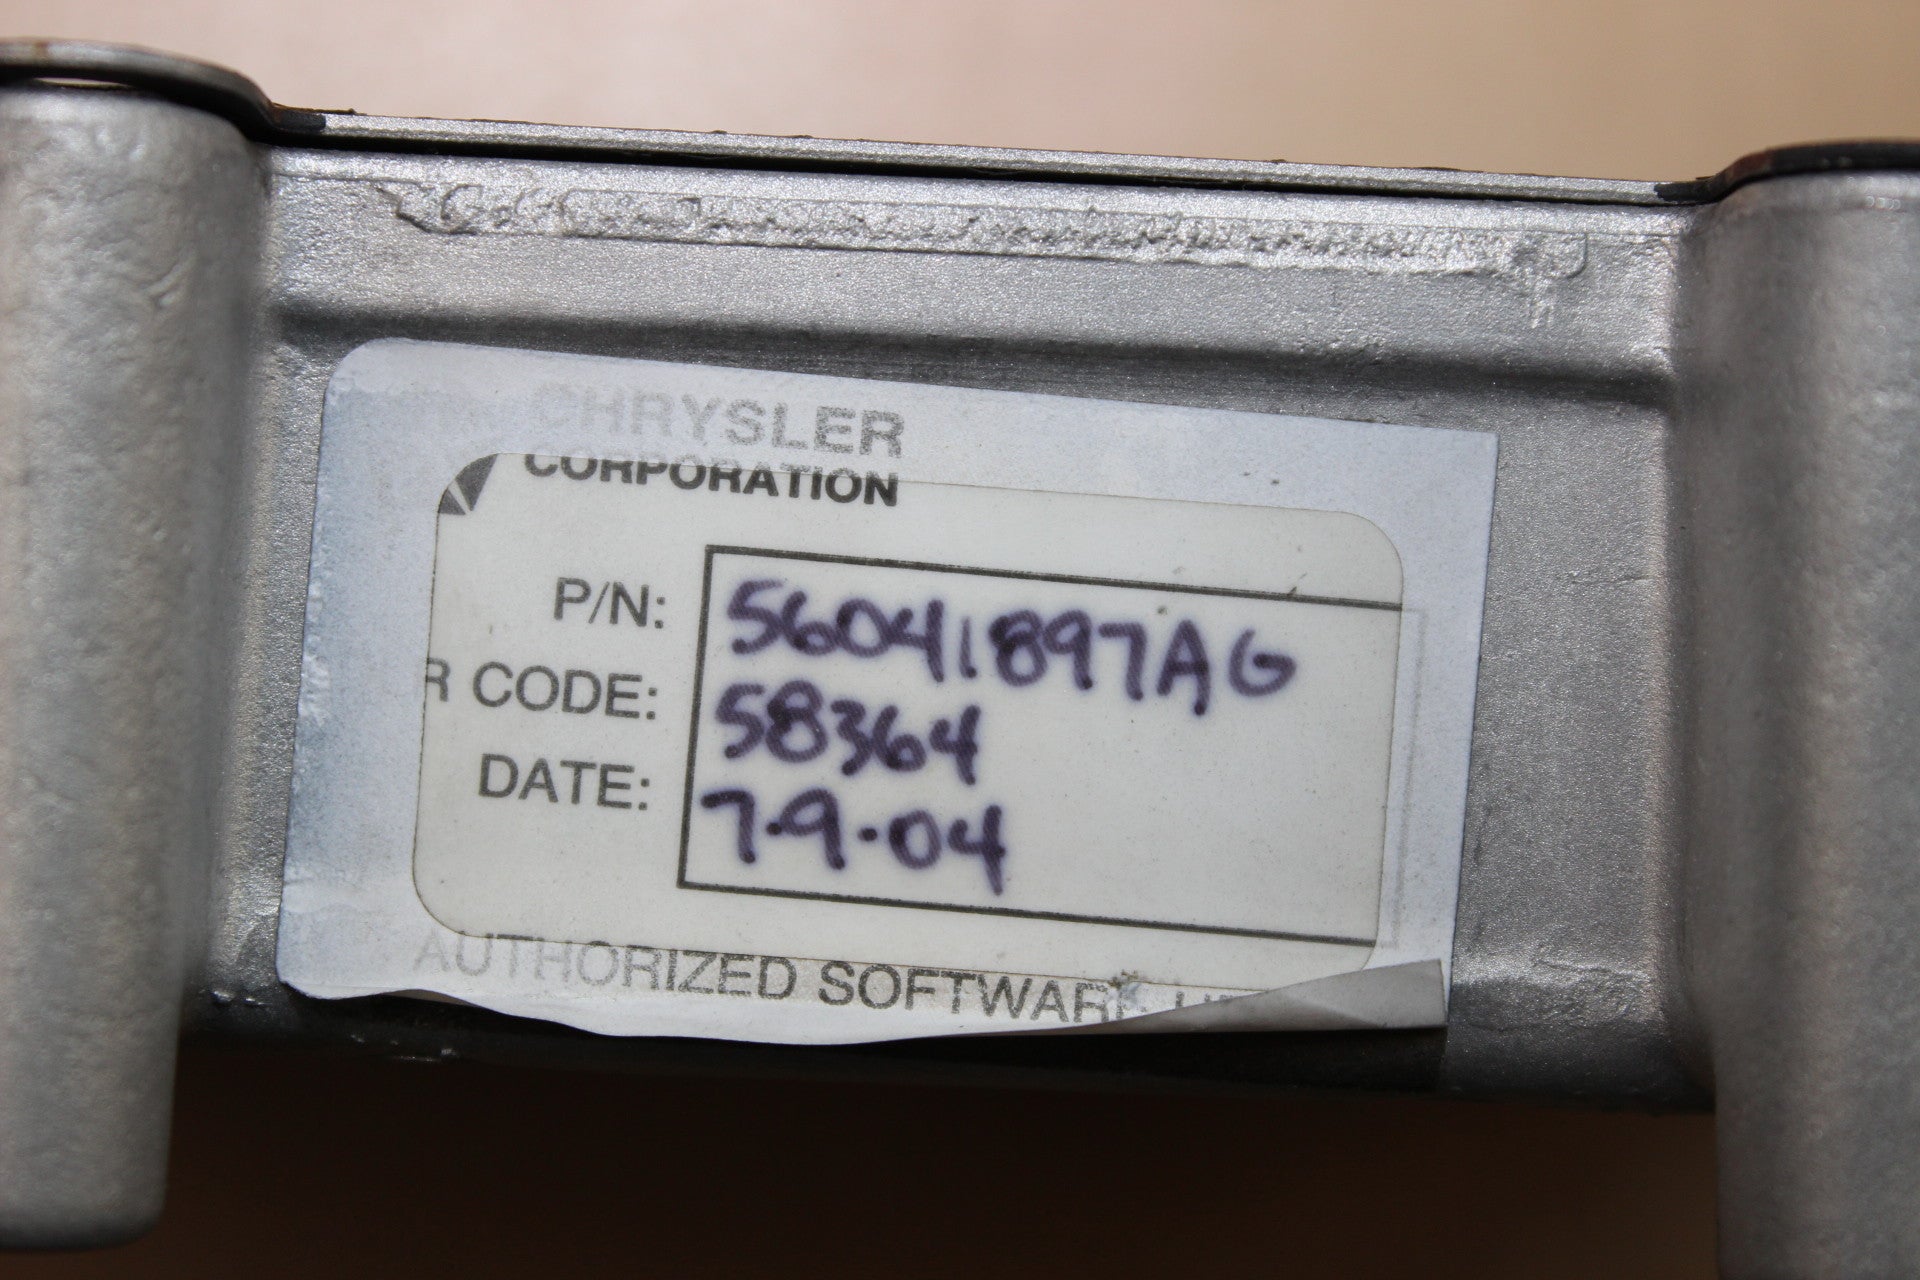 CHRYSLER
CORPORATION
P/N: 56041897AG
R CODE: 58364
DATE: 7-9-04
AUTHORIZED SOFTWARE